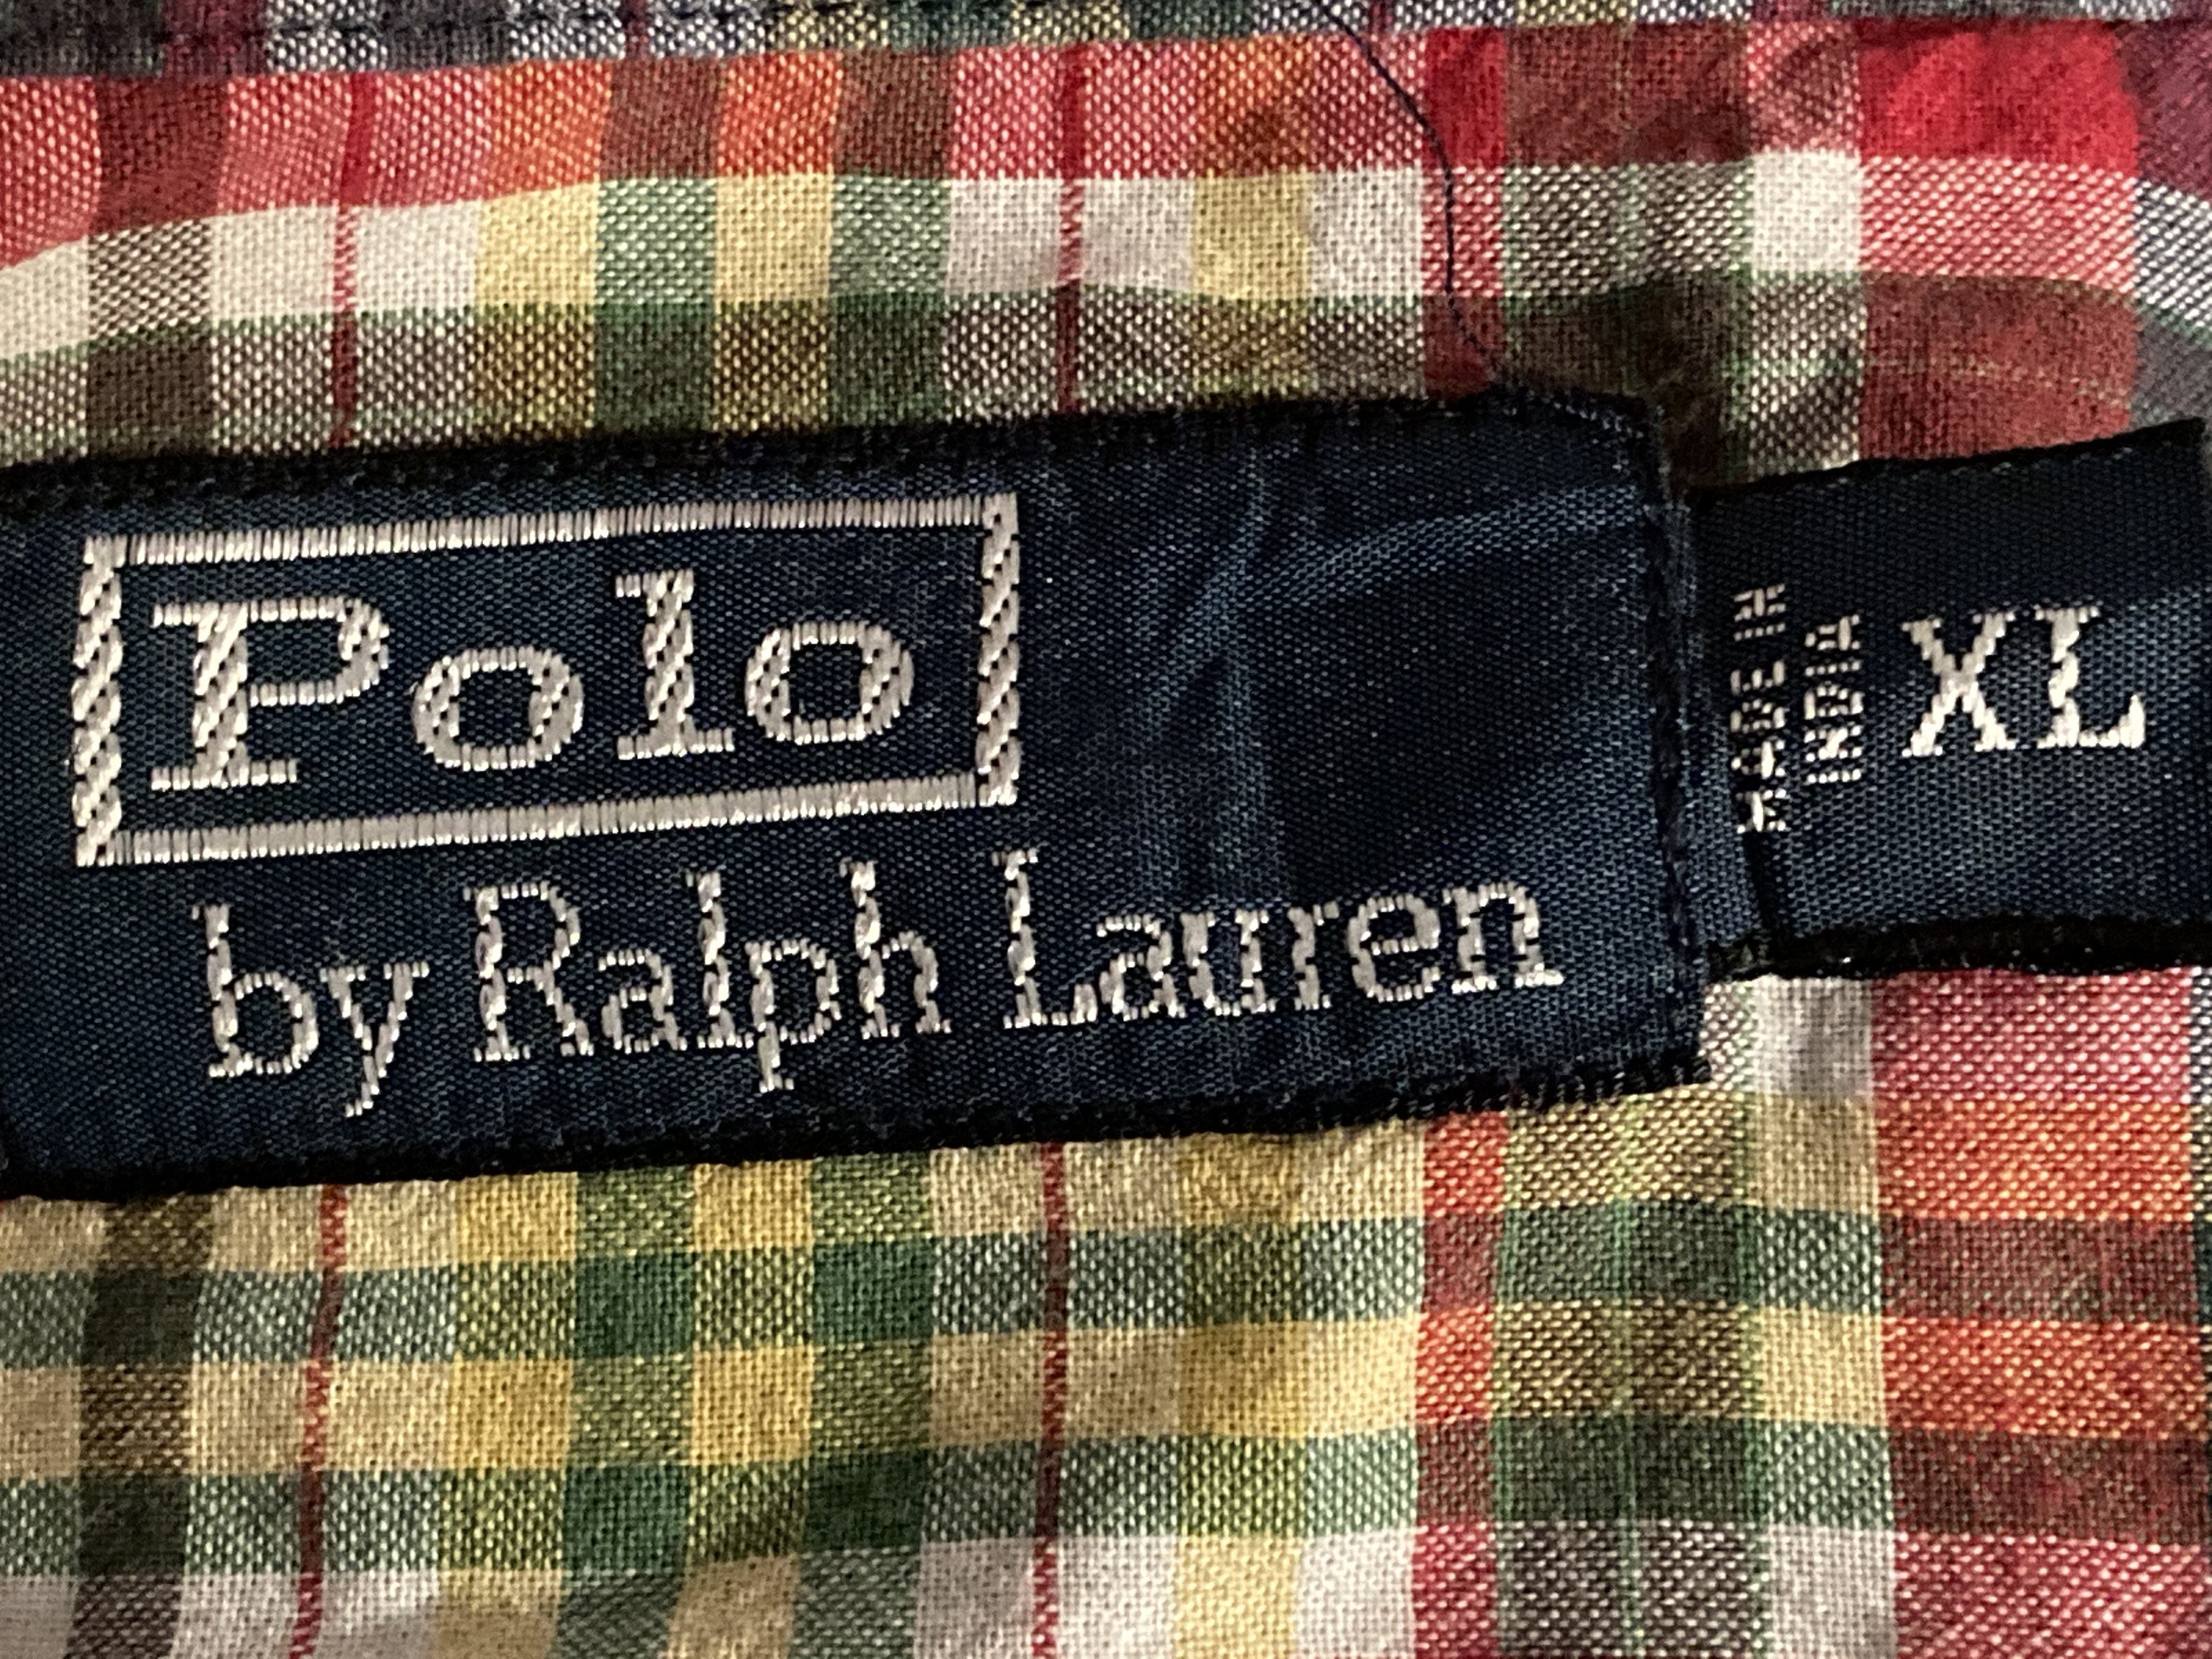 Polo
by Ralph Lauren
MADE IN
INDIA
XL